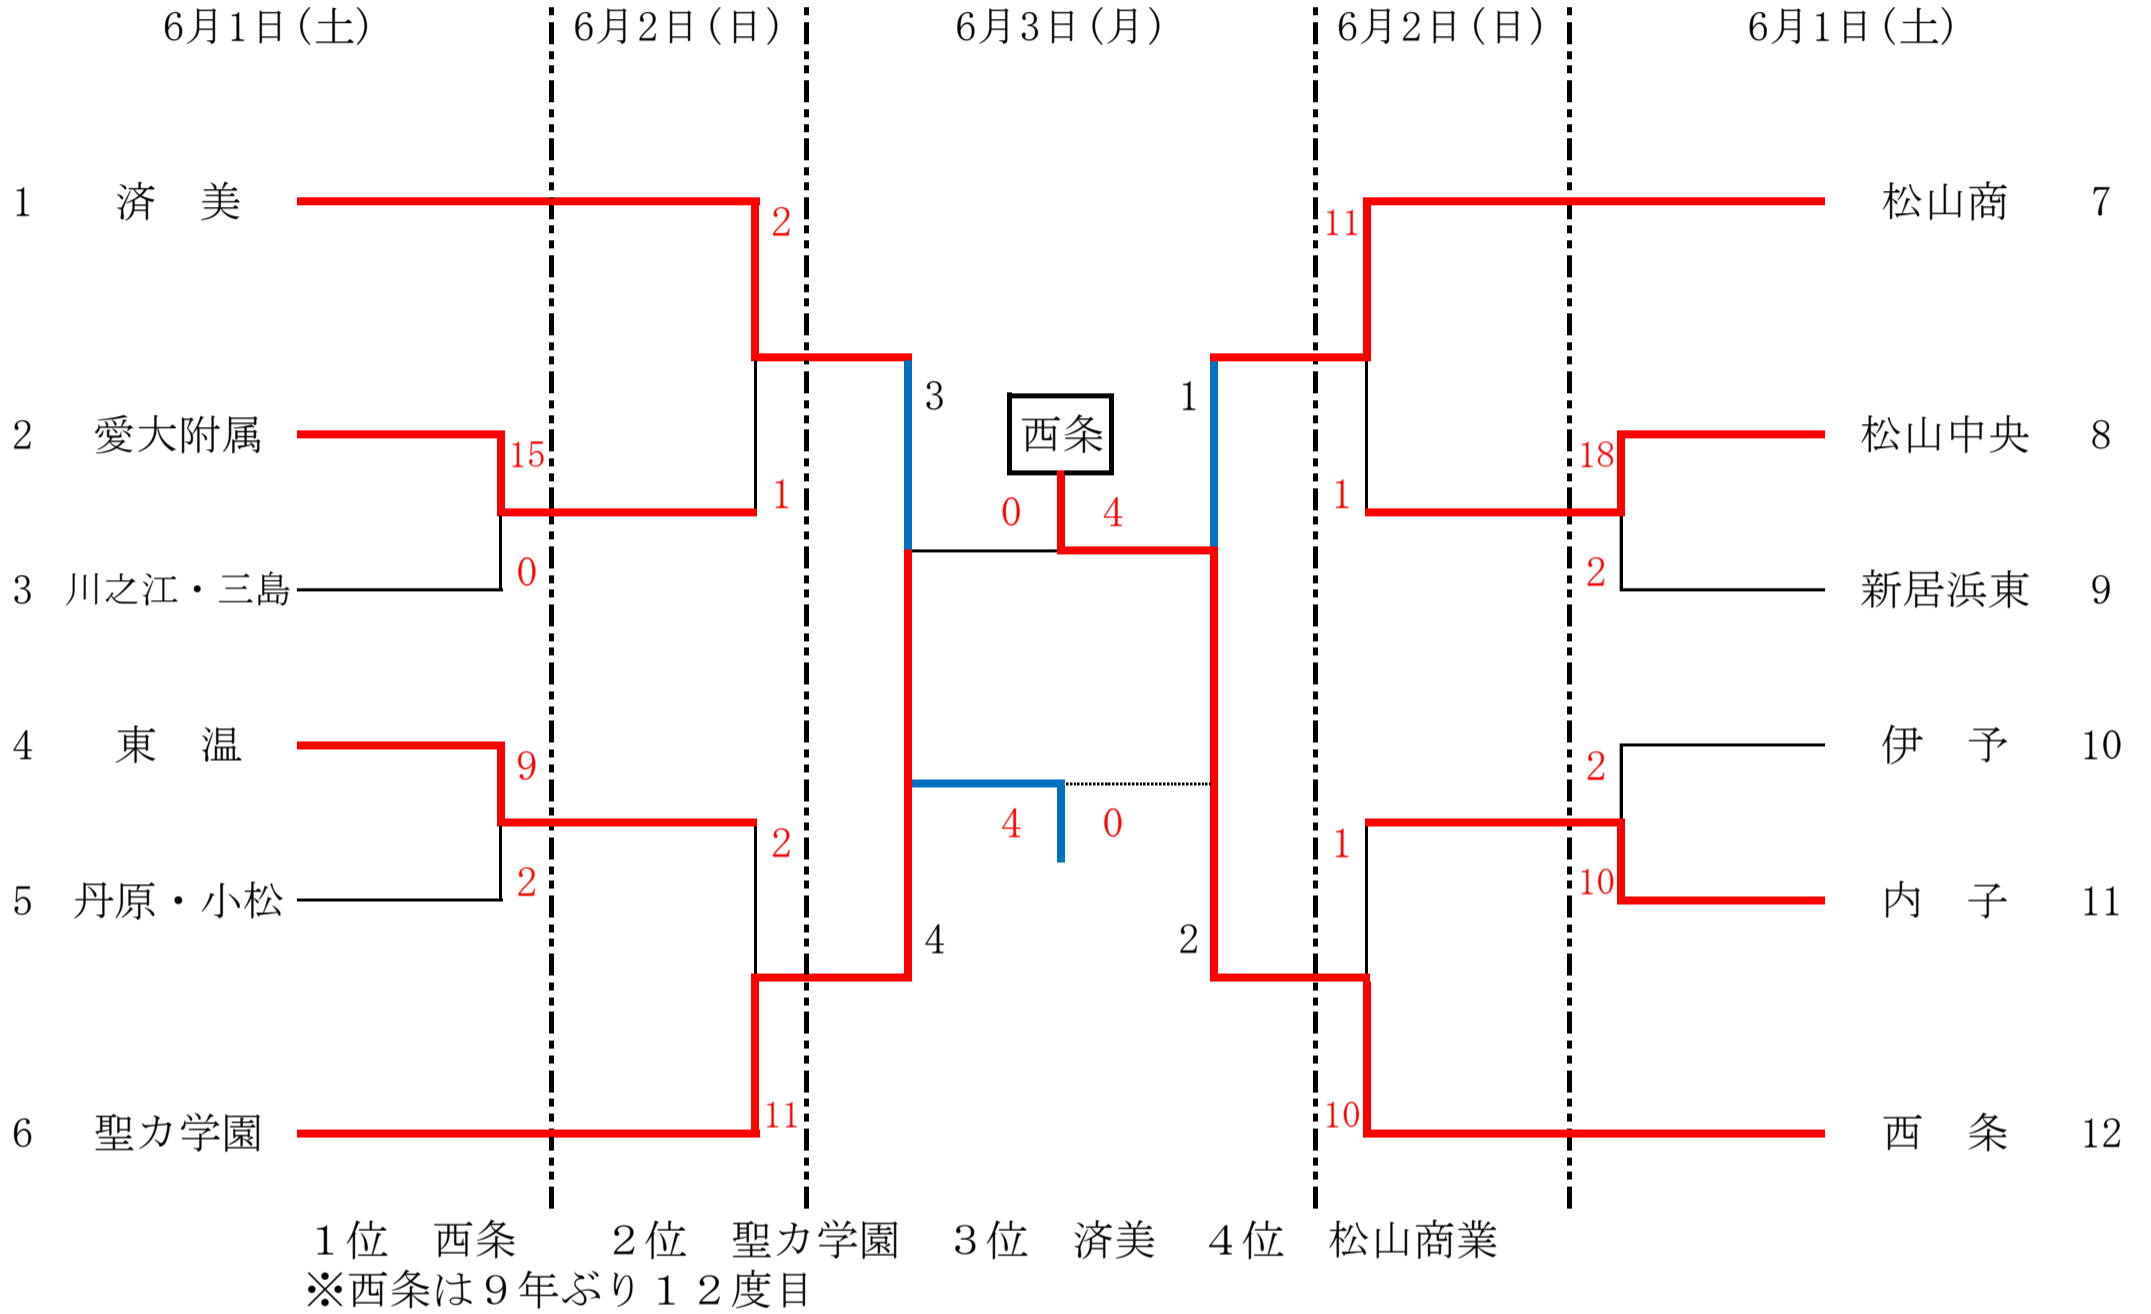 6月1日(土) 6月2日(日) 6月3日(月) 6月2日(日) 6月1日(土)
1 済 美 2 11 松山商 7
3 1
2 愛大附属 15 西条 18 松山中央 8
1 0 4 1
3 川之江・三島 0 2 新居浜東 9
4 東 温 9 2 伊 予 10
2 4 0 1
5 丹原・小松 2 10 内 子 11
4 2
6 聖カ学園 11 10 西 条 12
1位 西条 2位 聖カ学園 3位 済美 4位 松山商業
※西条は9年ぶり12度目